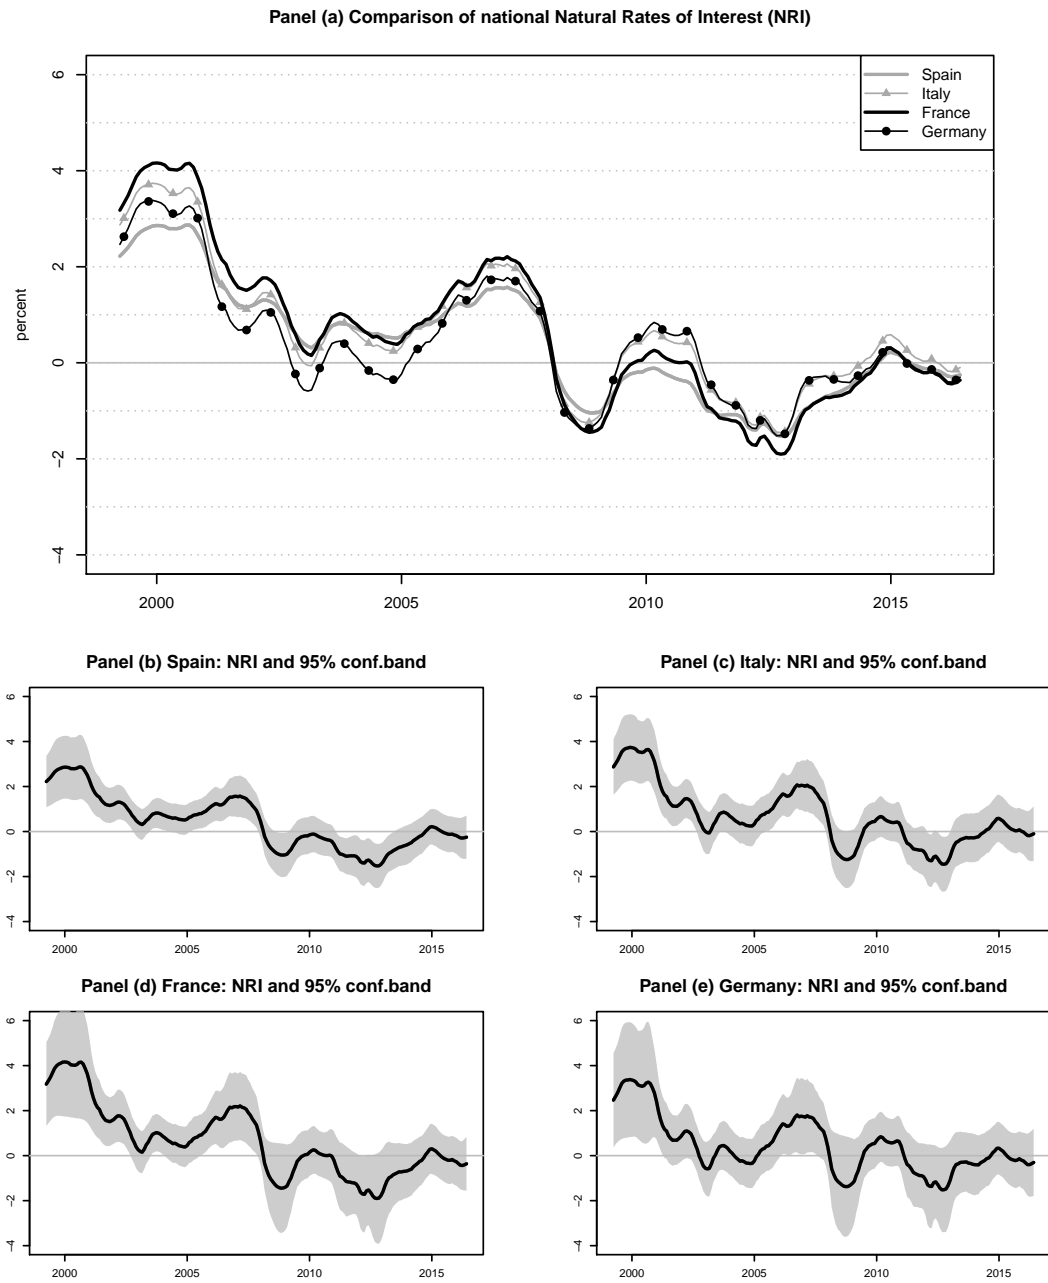 Panel (a) Comparison of national Natural Rates of Interest (NRI)
6
4
2
0
−2
−4
percent
Spain
Italy
France
Germany
2000 2005 2010 2015
Panel (b) Spain: NRI and 95% conf.band
6
4
2
0
−2
−4
2000 2005 2010 2015
Panel (c) Italy: NRI and 95% conf.band
6
4
2
0
−2
−4
2000 2005 2010 2015
Panel (d) France: NRI and 95% conf.band
6
4
2
0
−2
−4
2000 2005 2010 2015
Panel (e) Germany: NRI and 95% conf.band
6
4
2
0
−2
−4
2000 2005 2010 2015